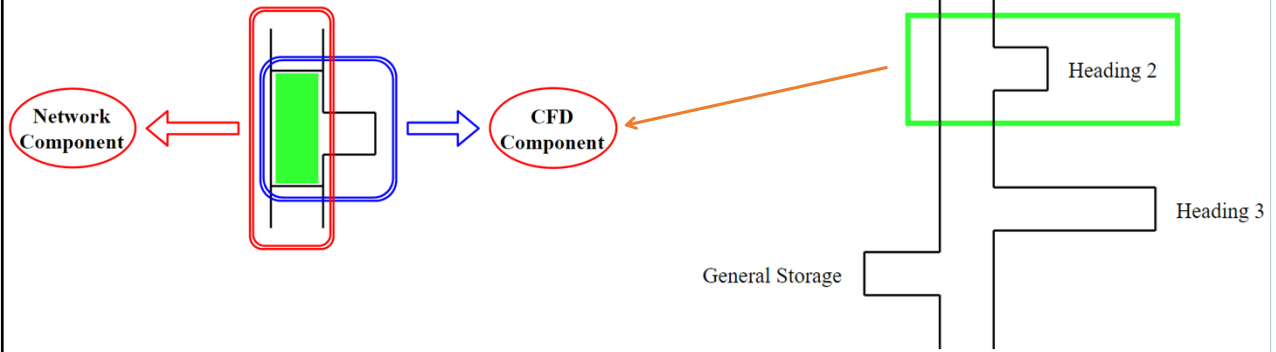 Network
Component
CFD
Component
Heading 2
Heading 3
General Storage